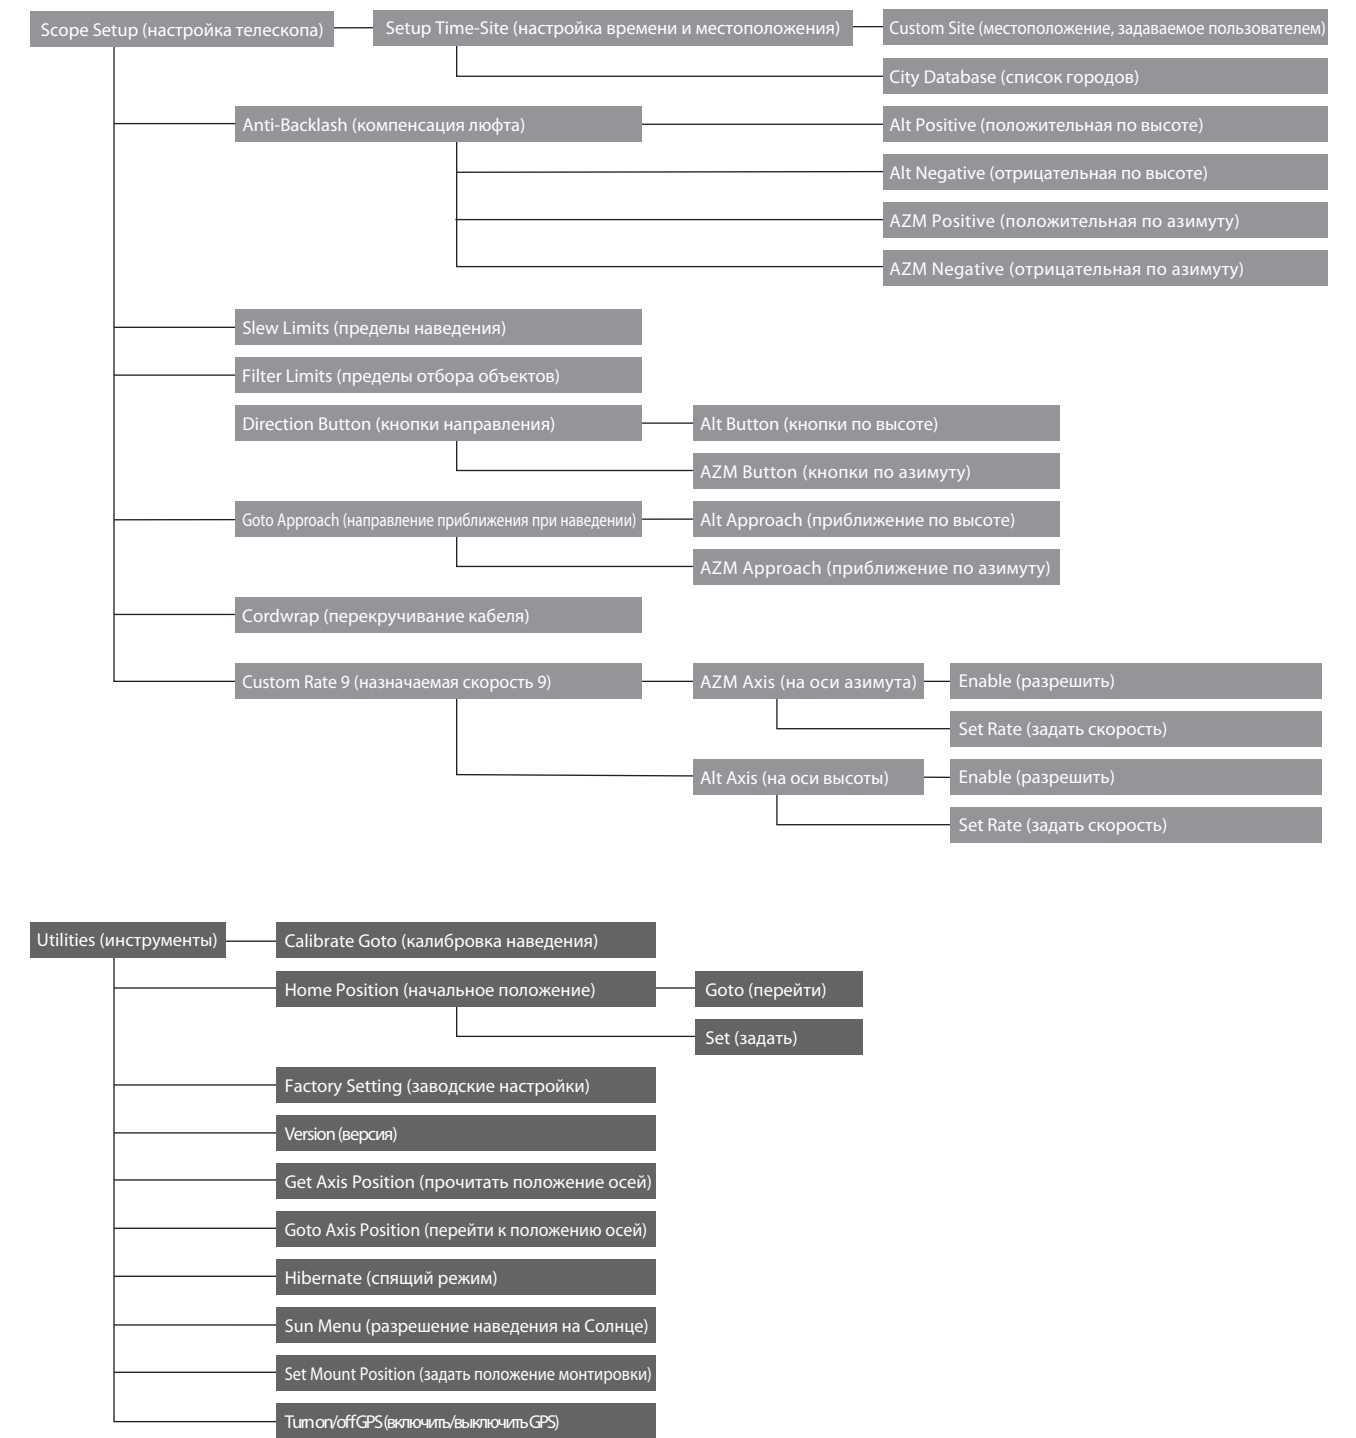 Scope Setup (настройка телескопа)
Setup Time-Site (настройка времени и местоположения)
Custom Site (местоположение, задаваемое пользователем)
City Database (список городов)
Anti-Backlash (компенсация люфта)
Alt Positive (положительная по высоте)
Alt Negative (отрицательная по высоте)
AZM Positive (положительная по азимуту)
AZM Negative (отрицательная по азимуту)
Slew Limits (пределы наведения)
Filter Limits (пределы отбора объектов)
Direction Button (кнопки направления)
Alt Button (кнопки по высоте)
AZM Button (кнопки по азимуту)
Goto Approach (направление приближения при наведении)
Alt Approach (приближение по высоте)
AZM Approach (приближение по азимуту)
Cordwrap (перекручивание кабеля)
Custom Rate 9 (назначаемая скорость 9)
AZM Axis (на оси азимута)
Enable (разрешить)
Set Rate (задать скорость)
Alt Axis (на оси высоты)
Enable (разрешить)
Set Rate (задать скорость)
Utilities (инструменты)
Calibrate Goto (калибровка наведения)
Home Position (начальное положение)
Goto (перейти)
Set (задать)
Factory Setting (заводские настройки)
Version (версия)
Get Axis Position (прочитать положение осей)
Goto Axis Position (перейти к положению осей)
Hibernate (спящий режим)
Sun Menu (разрешение наведения на Солнце)
Set Mount Position (задать положение монтировки)
Turn on/off GPS (включить/выключить GPS)